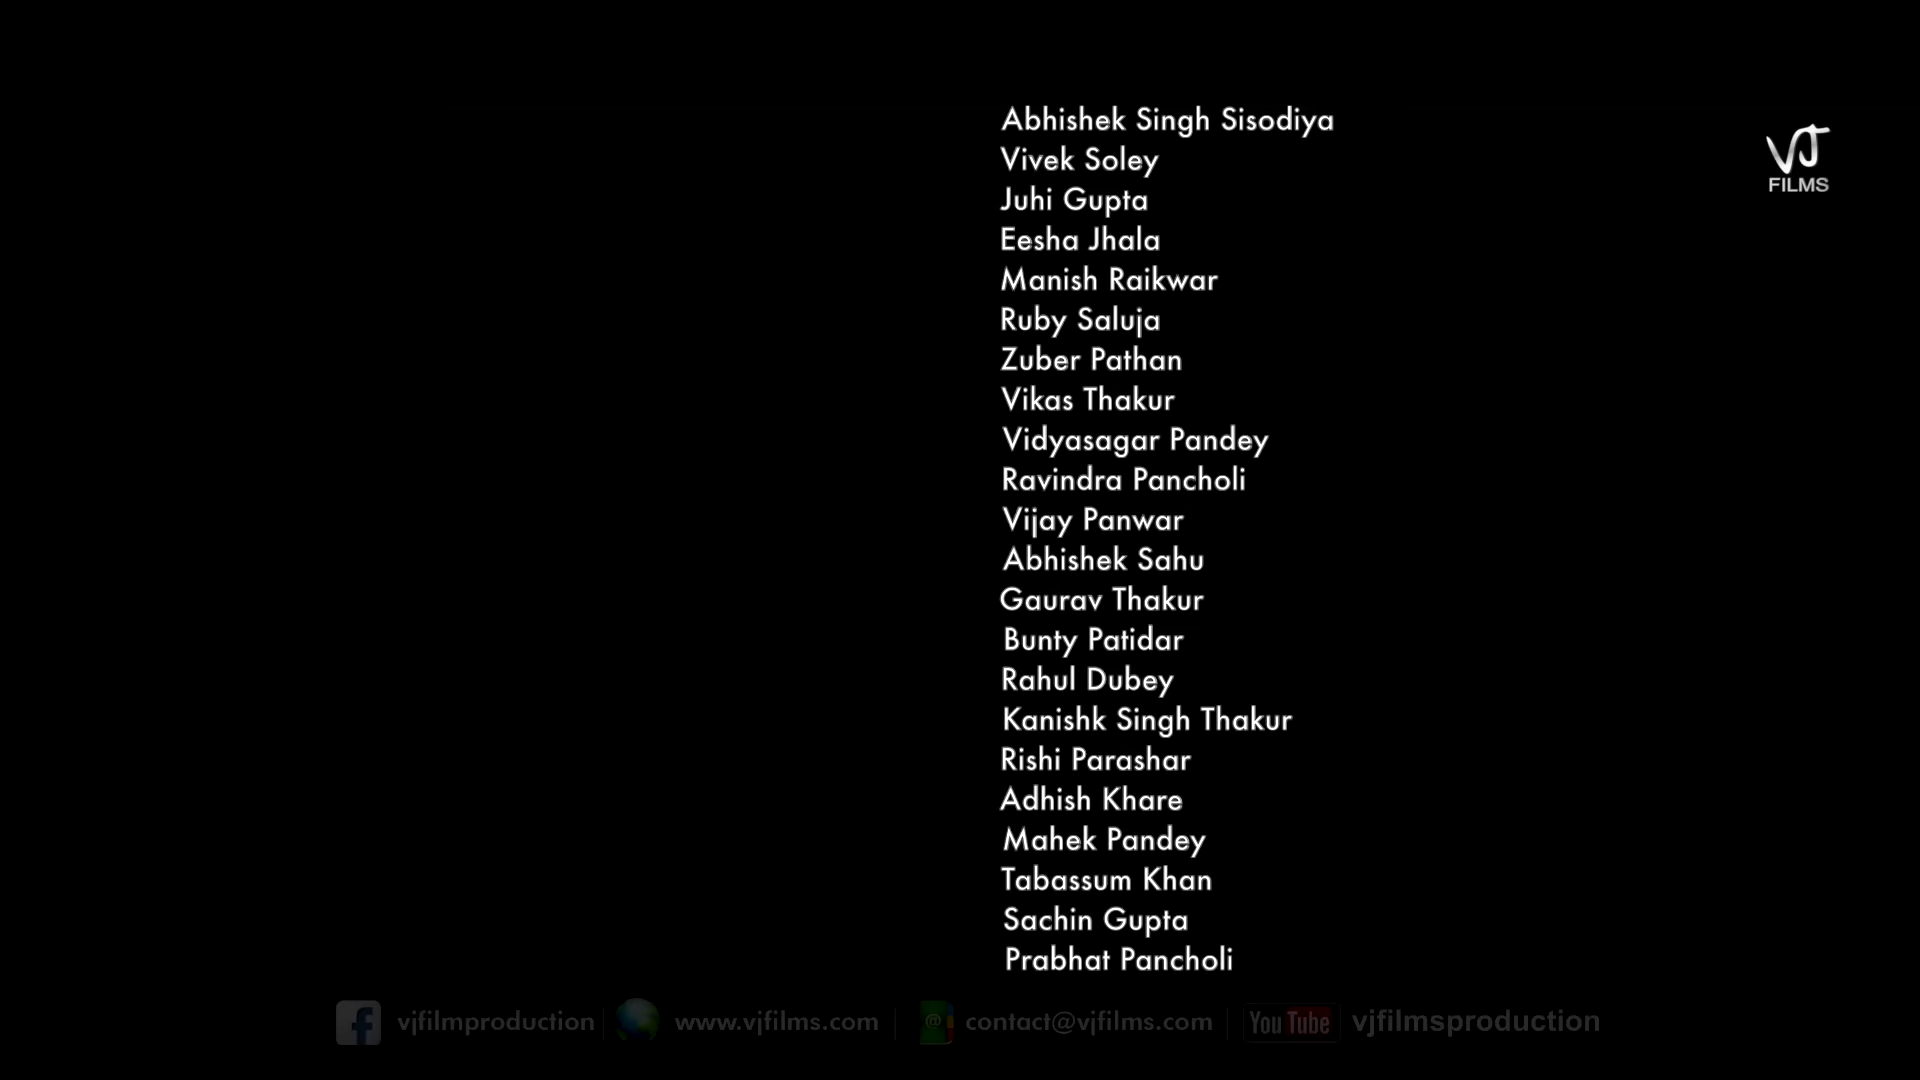 Abhishek Singh Sisodiya
Vivek Soley
Juhi Gupta
Eesha Jhala
Manish Raikwar
Ruby Saluja
Zuber Pathan
Vikas Thakur
Vidyasagar Pandey
Ravindra Pancholi
Vijay Panwar
Abhishek Sahu
Gaurav Thakur
Bunty Patidar
Rahul Dubey
Kanishk Singh Thakur
Rishi Parashar
Adhish Khare
Mahek Pandey
Tabassum Khan
Sachin Gupta
Prabhat Pancholi
VJ
FILMS
f vjfilmproduction | www.vjfilms.com | @ contact@vjfilms.com | YouTube vjfilmsproduction